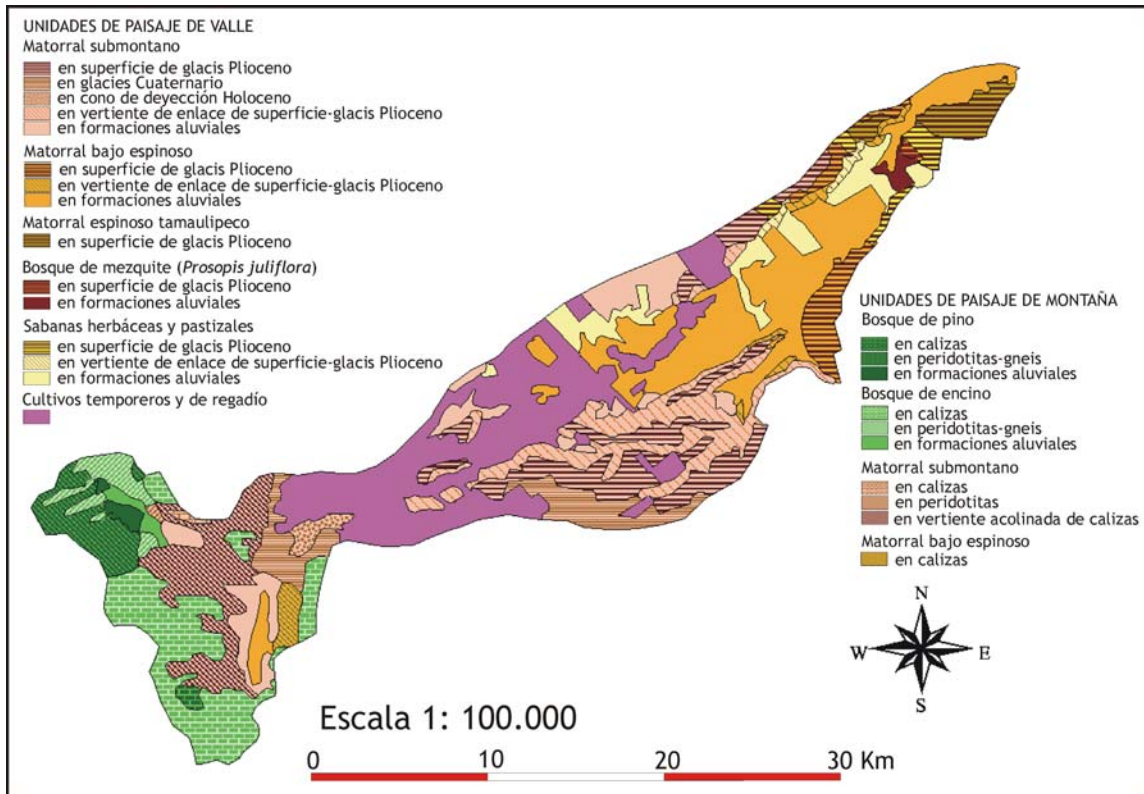 UNIDADES DE PAISAJE DE VALLE
Matorral submontano
en superficie de glacis Plioceno
en glacies Cuaternario
en cono de deyección Holoceno
en vertiente de enlace de superficie-glacis Plioceno
en formaciones aluviales
Matorral bajo espinoso
en superficie de glacis Plioceno
en vertiente de enlace de superficie-glacis Plioceno
en formaciones aluviales
Matorral espinoso tamaulipeco
en superficie de glacis Plioceno
Bosque de mezquite (Prosopis juliflora)
en superficie de glacis Plioceno
en formaciones aluviales
Sabanas herbáceas y pastizales
en superficie de glacis Plioceno
en vertiente de enlace de superficie-glacis Plioceno
en formaciones aluviales
Cultivos temporeros y de regadío
UNIDADES DE PAISAJE DE MONTAÑA
Bosque de pino
en calizas
en peridotitas-gneis
en formaciones aluviales
Bosque de encino
en calizas
en peridotitas-gneis
en formaciones aluviales
Matorral submontano
en calizas
en peridotitas
en vertiente acolinada de calizas
Matorral bajo espinoso
en calizas
N
W E
S
Escala 1: 100.000
0 10 20 30 Km